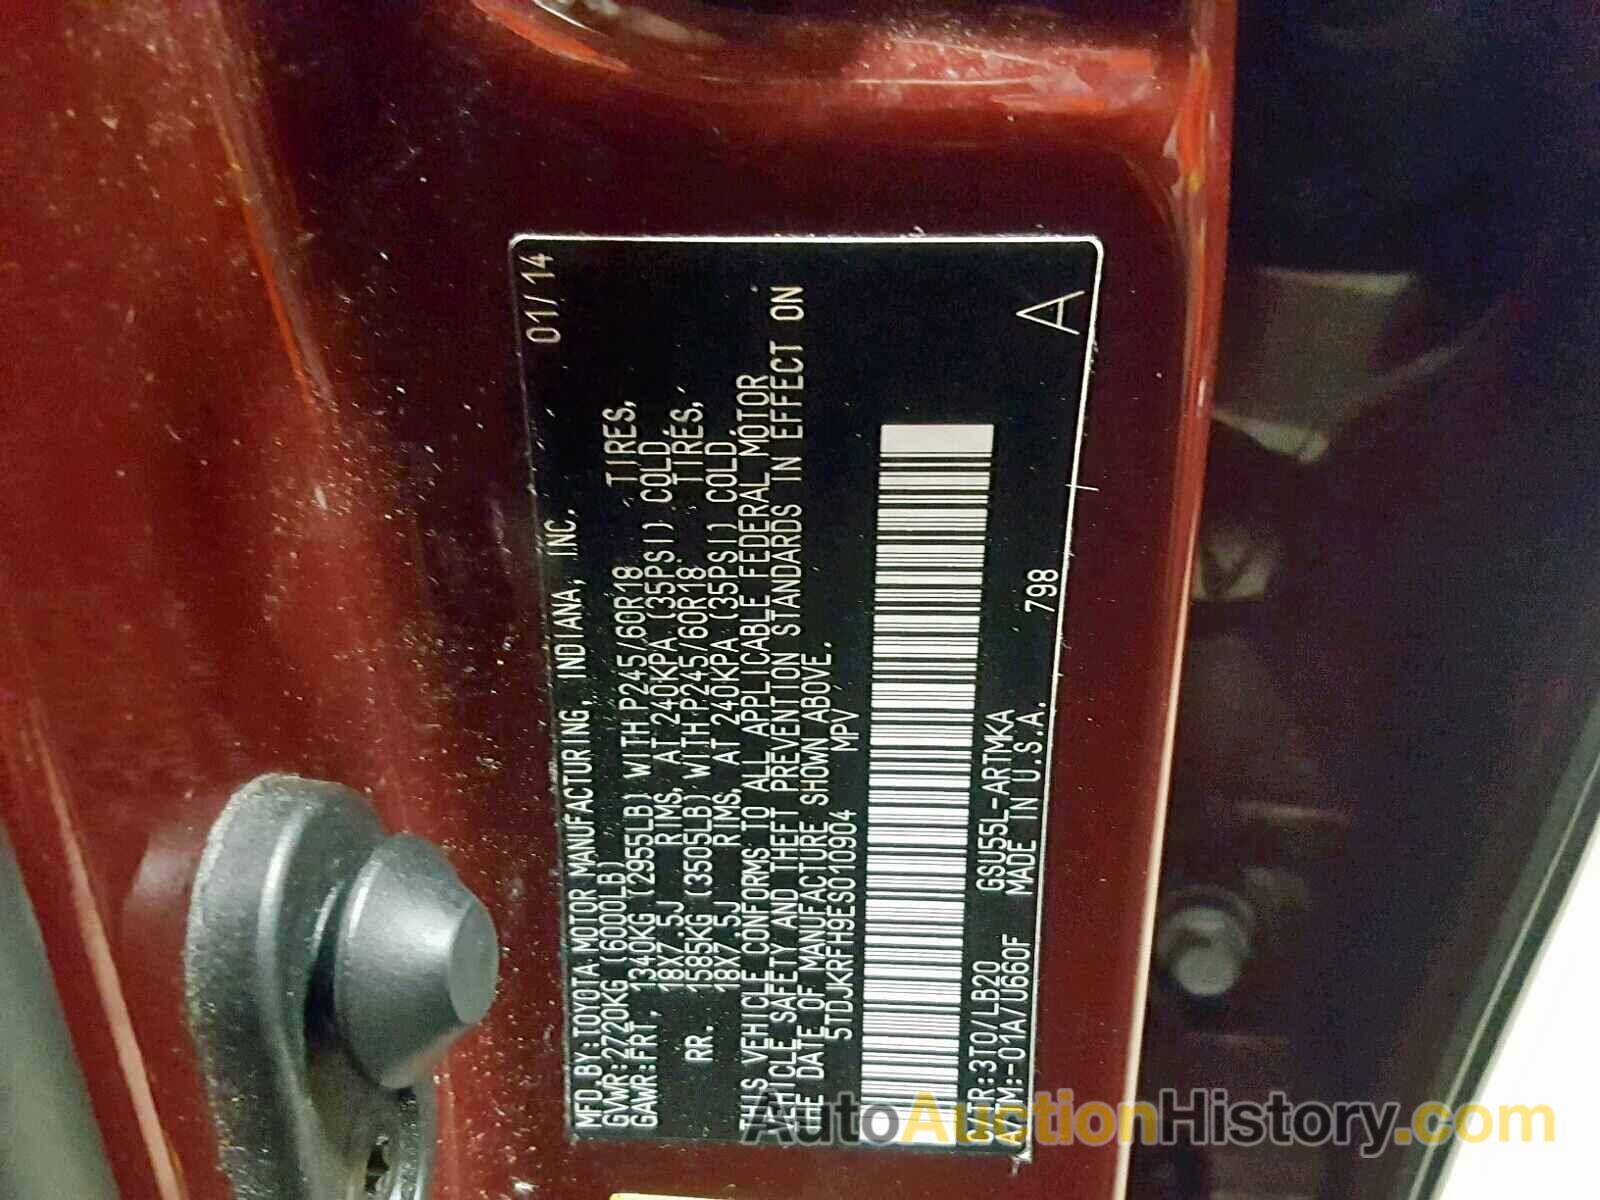 MFD.BY:TOYOTA MOTOR MANUFACTURING, INDIANA, INC. 01/14
GVWR:2720KG (6000LB)
GAWR:FRT. 1340KG (2955LB) WITH P245/60R18 TIRES,
18X7.5J RIMS, AT 240KPA (35PSI) COLD.
RR. 1585KG (3505LB) WITH P245/60R18 TIRES,
18X7.5J RIMS, AT 240KPA (35PSI) COLD.
THIS VEHICLE CONFORMS TO ALL APPLICABLE FEDERAL MOTOR
VEHICLE SAFETY AND THEFT PREVENTION STANDARDS IN EFFECT ON
THE DATE OF MANUFACTURE SHOWN ABOVE.
5TDJKRFH9ES010904 MPV
C/TR:3T0/LB20 GSU55L-ARTMKA
A/TM:-01A/U660F MADE IN U.S.A. 798 A
AutoAuctionHistory.com